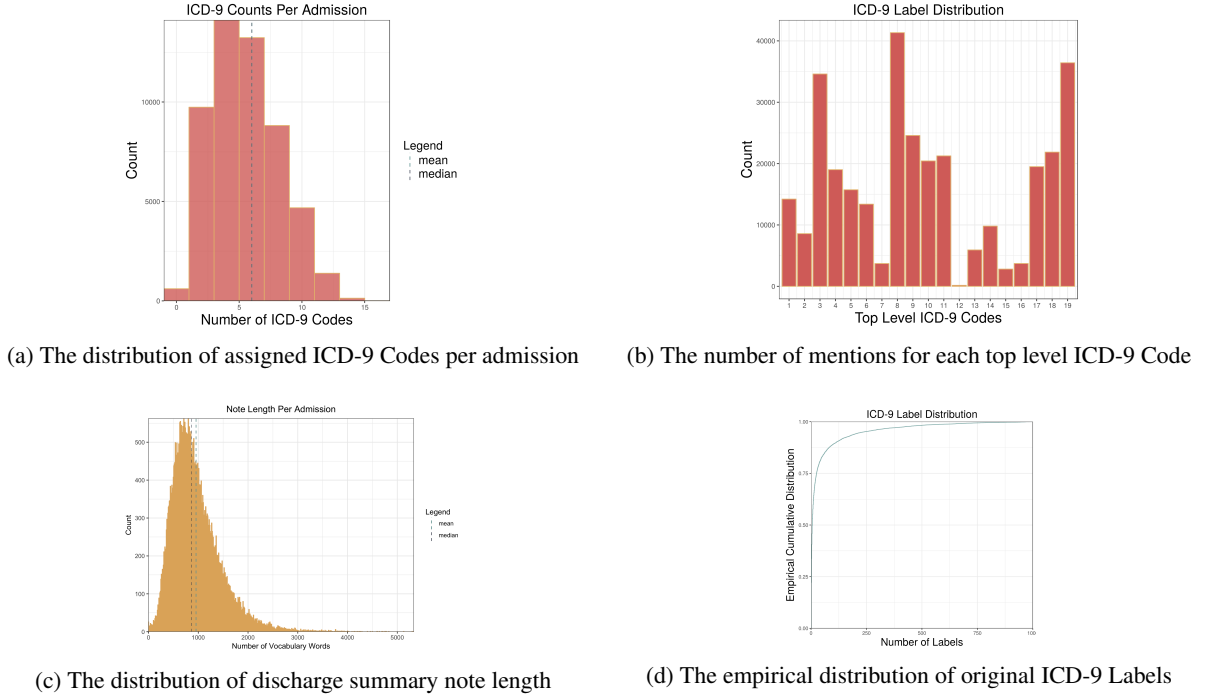 ICD-9 Counts Per Admission
10000
5000
0
Count
0 5 10 15
Number of ICD-9 Codes
Legend
mean
median
(a) The distribution of assigned ICD-9 Codes per admission
ICD-9 Label Distribution
40000
30000
20000
10000
0
Count
1 2 3 4 5 6 7 8 9 10 11 12 13 14 15 16 17 18 19
Top Level ICD-9 Codes
(b) The number of mentions for each top level ICD-9 Code
Note Length Per Admission
500
400
300
200
100
0
Count
0 1000 2000 3000 4000 5000
Number of Vocabulary Words
Legend
mean
median
(c) The distribution of discharge summary note length
ICD-9 Label Distribution
1.00
0.75
0.50
0.25
0.00
Empirical Cumulative Distribution
0 250 500 750 100
Number of Labels
(d) The empirical distribution of original ICD-9 Labels